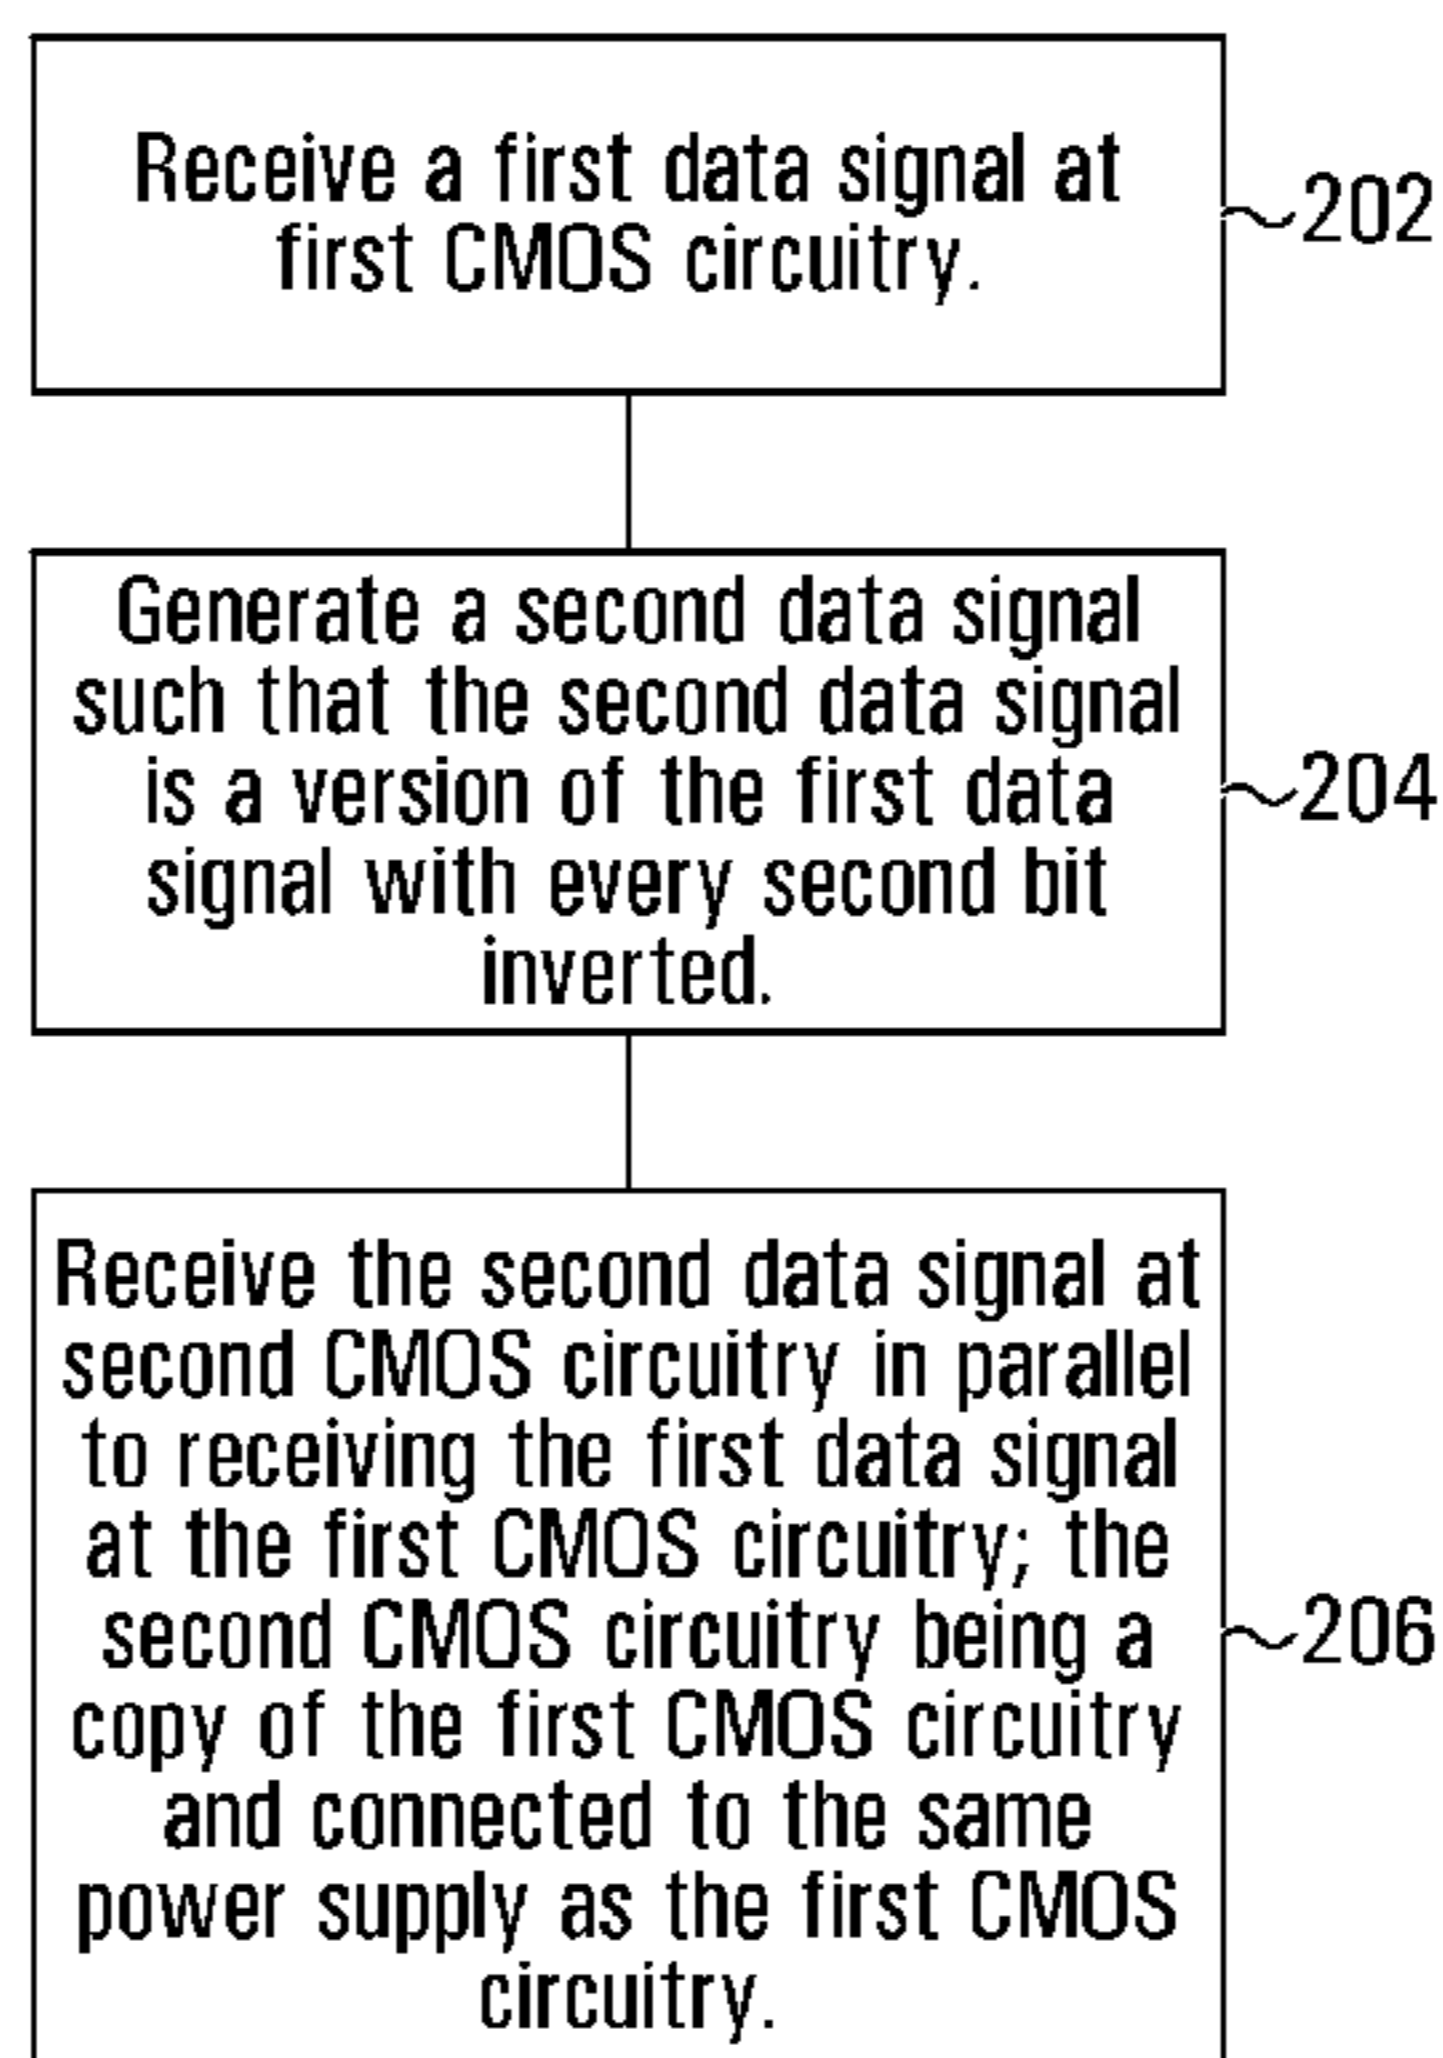 Receive a first data signal at
first CMOS circuitry.
202
Generate a second data signal
such that the second data signal
is a version of the first data
signal with every second bit
inverted.
204
Receive the second data signal at
second CMOS circuitry in parallel
to receiving the first data signal
at the first CMOS circuitry; the
second CMOS circuitry being a
copy of the first CMOS circuitry
and connected to the same
power supply as the first CMOS
circuitry.
206